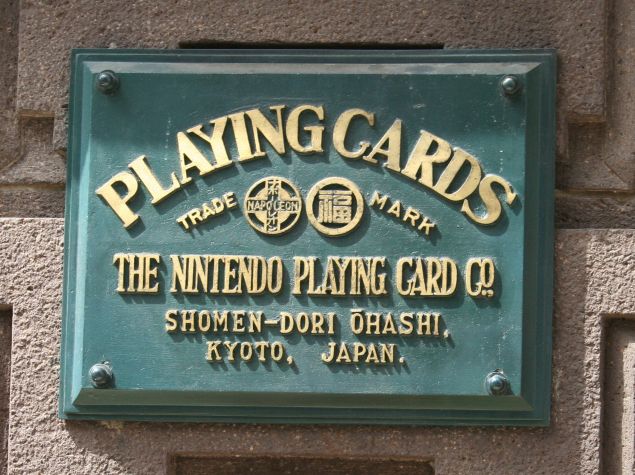 PLAYING CARDS
TRADE NAPOLEON 福 MARK
THE NINTENDO PLAYING CARD CO.
SHOMEN-DORI ŌHASHI,
KYOTO, JAPAN.